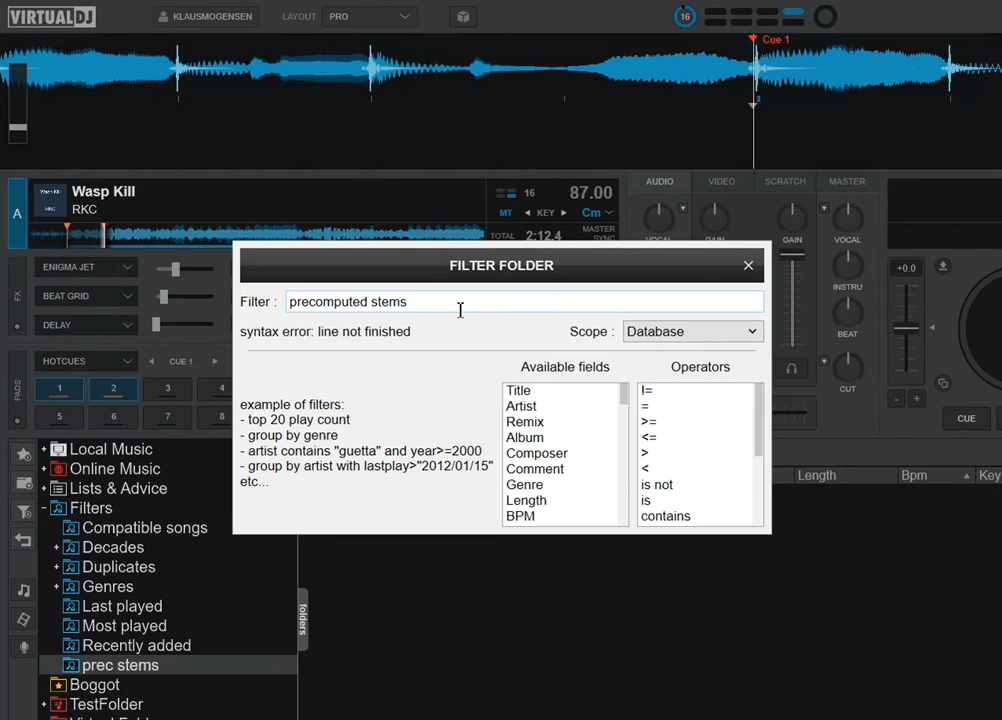 VIRTUALDJ
KLAUSMOGENSEN
LAYOUT PRO
16
Cue 1
A
Wasp Kill
RKC
16 87.00
MT KEY Cm
TOTAL 2:12.4 MASTER SYNC
AUDIO VIDEO SCRATCH MASTER
GAIN VOCAL
INSTRU
BEAT
CUT
+0.0
- +
CUE
FX
ENIGMA JET
BEAT GRID
DELAY
PADS
HOTCUES CUE 1
1 2 3 4
5 6 7 8
FILTER FOLDER
Filter : precomputed stems
syntax error: line not finished
Scope : Database
Available fields
Operators
example of filters:
- top 20 play count
- group by genre
- artist contains "guetta" and year>=2000
- group by artist with lastplay>"2012/01/15"
etc...
Title
Artist
Remix
Album
Composer
Comment
Genre
Length
BPM
!=
=
>=
<=
>
<
is not
is
contains
Local Music
Online Music
Lists & Advice
Filters
Compatible songs
Decades
Duplicates
Genres
Last played
Most played
Recently added
prec stems
Boggot
TestFolder
folders
Length Bpm Key